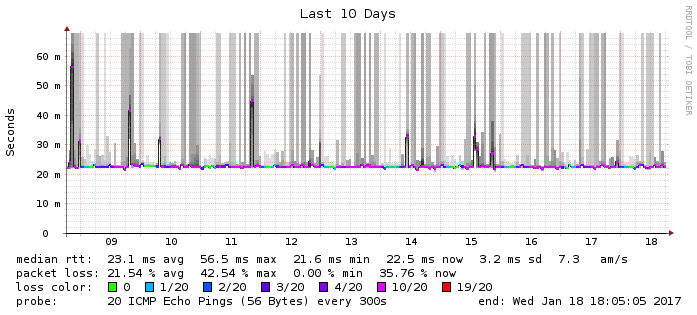 Last 10 Days
RRDTOOL / TOBI OETIKER
Seconds
60 m
50 m
40 m
30 m
20 m
10 m
0
09 10 11 12 13 14 15 16 17 18
median rtt: 23.1 ms avg 56.5 ms max 21.6 ms min 22.5 ms now 3.2 ms sd 7.3 am/s
packet loss: 21.54 % avg 42.54 % max 0.00 % min 35.76 % now
loss color: 0 1/20 2/20 3/20 4/20 10/20 19/20
probe: 20 ICMP Echo Pings (56 Bytes) every 300s end: Wed Jan 18 18:05:05 2017